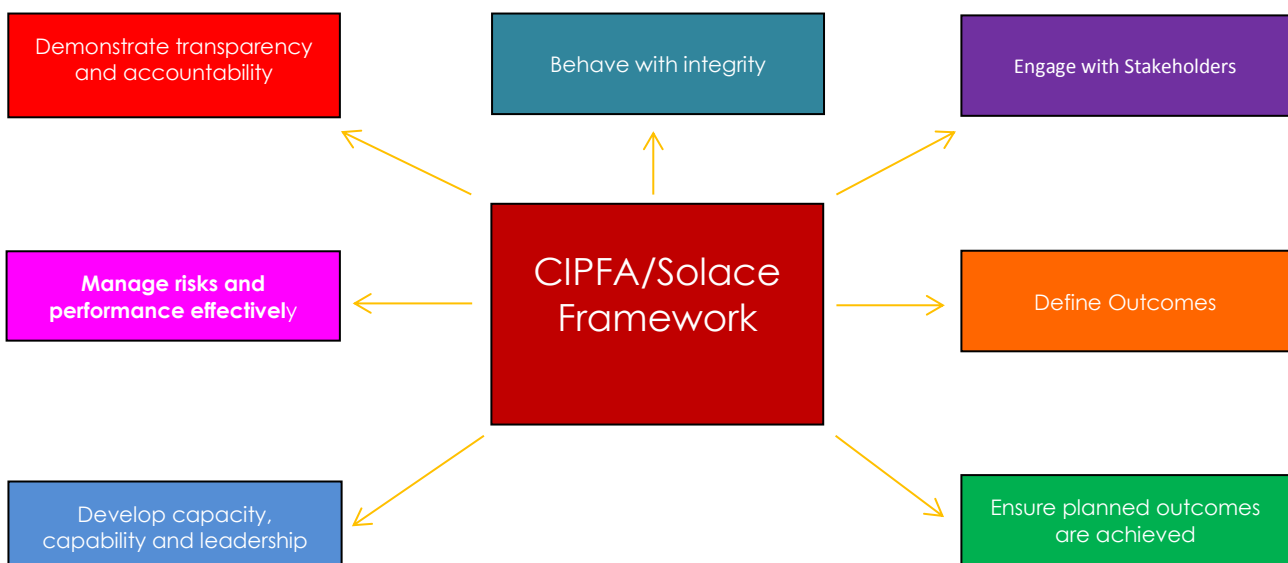 Demonstrate transparency
and accountability
Behave with integrity
Engage with Stakeholders
CIPFA/Solace
Framework
Manage risks and
performance effectively
Define Outcomes
Develop capacity,
capability and leadership
Ensure planned outcomes
are achieved